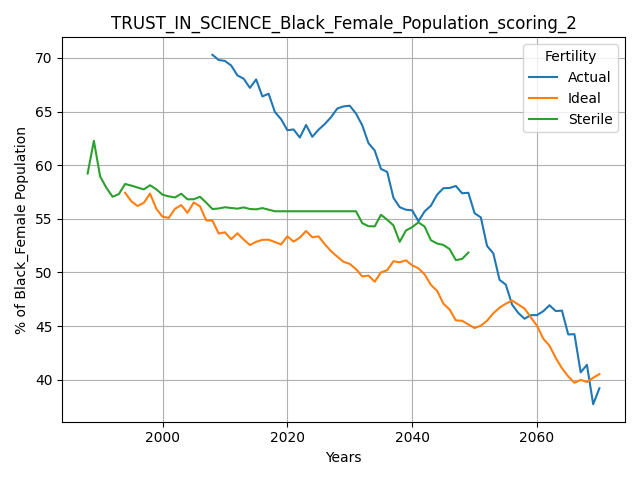 TRUST_IN_SCIENCE_Black_Female_Population_scoring_2
% of Black_Female Population
70
65
60
55
50
45
40
Fertility
Actual
Ideal
Sterile
2000 2020 2040 2060
Years